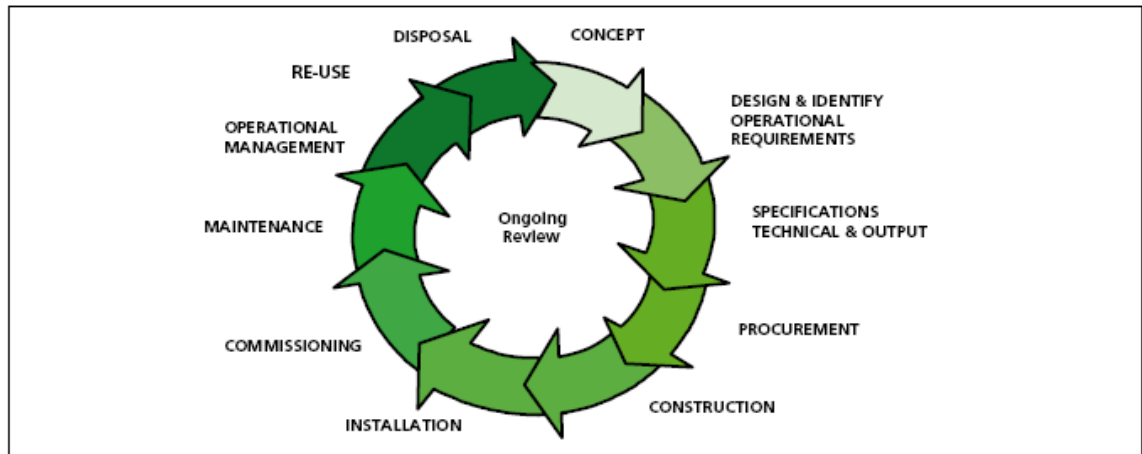 DISPOSAL
CONCEPT
RE-USE
DESIGN & IDENTIFY
OPERATIONAL
REQUIREMENTS
OPERATIONAL
MANAGEMENT
SPECIFICATIONS
TECHNICAL & OUTPUT
MAINTENANCE
Ongoing
Review
PROCUREMENT
COMMISSIONING
CONSTRUCTION
INSTALLATION